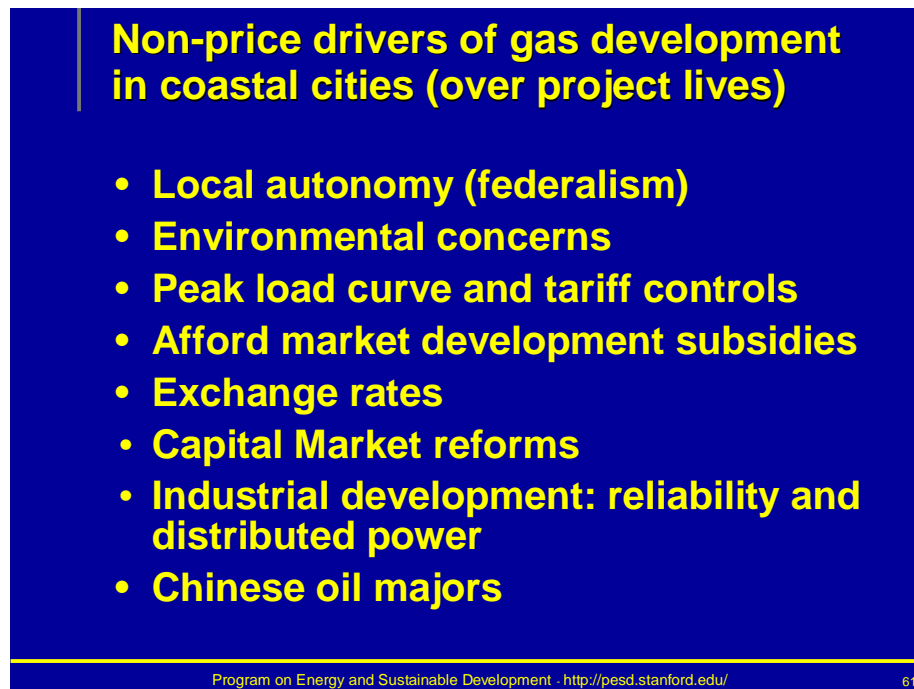 Non-price drivers of gas development
in coastal cities (over project lives)
• Local autonomy (federalism)
• Environmental concerns
• Peak load curve and tariff controls
• Afford market development subsidies
• Exchange rates
• Capital Market reforms
• Industrial development: reliability and
distributed power
• Chinese oil majors
Program on Energy and Sustainable Development - http://pesd.stanford.edu/ 61